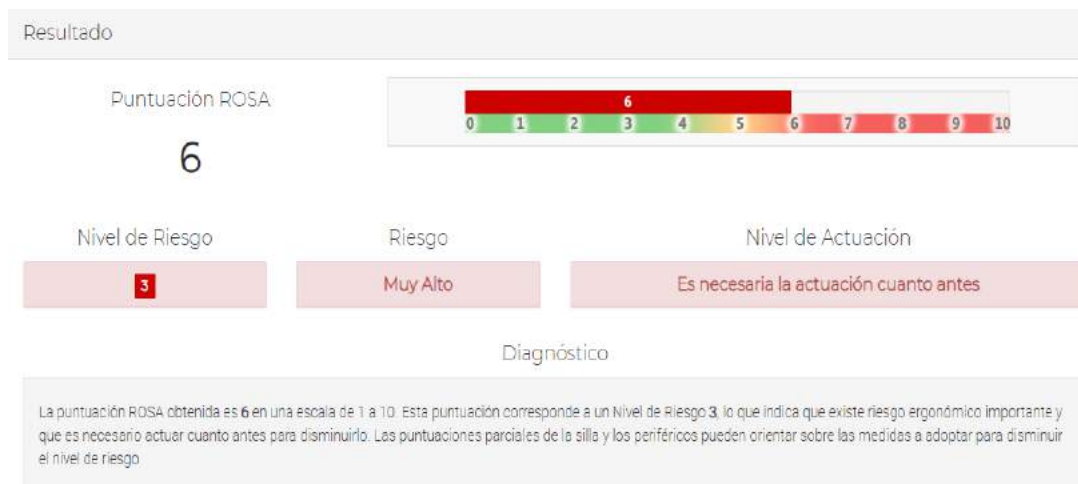 Resultado
Puntuación ROSA
6
6
0 1 2 3 4 5 6 7 8 9 10
Nivel de Riesgo
Riesgo
Nivel de Actuación
3
Muy Alto
Es necesaria la actuación cuanto antes
Diagnóstico
La puntuación ROSA obtenida es 6 en una escala de 1 a 10. Esta puntuación corresponde a un Nivel de Riesgo 3, lo que indica que existe riesgo ergonómico importante y
que es necesario actuar cuanto antes para disminuirlo. Las puntuaciones parciales de la silla y los periféricos pueden orientar sobre las medidas a adoptar para disminuir
el nivel de riesgo